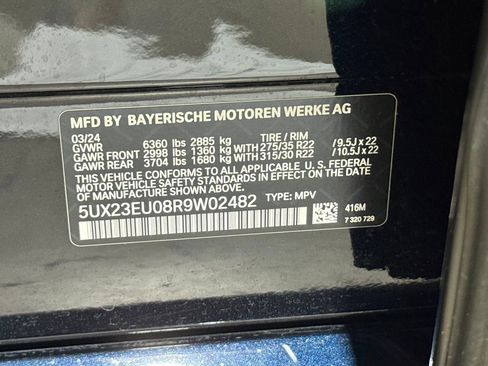 MFD BY BAYERISCHE MOTOREN WERKE AG
03/24
GVWR 6360 lbs 2885 kg TIRE / RIM
GAWR FRONT 2998 lbs 1360 kg WITH 275/35 R22 / 9.5J x 22
GAWR REAR 3704 lbs 1680 kg WITH 315/30 R22 / 10.5J x 22
THIS VEHICLE CONFORMS TO ALL APPLICABLE U. S. FEDERAL
MOTOR VEHICLE SAFETY STANDARDS IN EFFECT ON THE DATE OF
MANUFACTURE SHOWN ABOVE.
5UX23EU08R9W02482 TYPE: MPV
416M
7 320 729